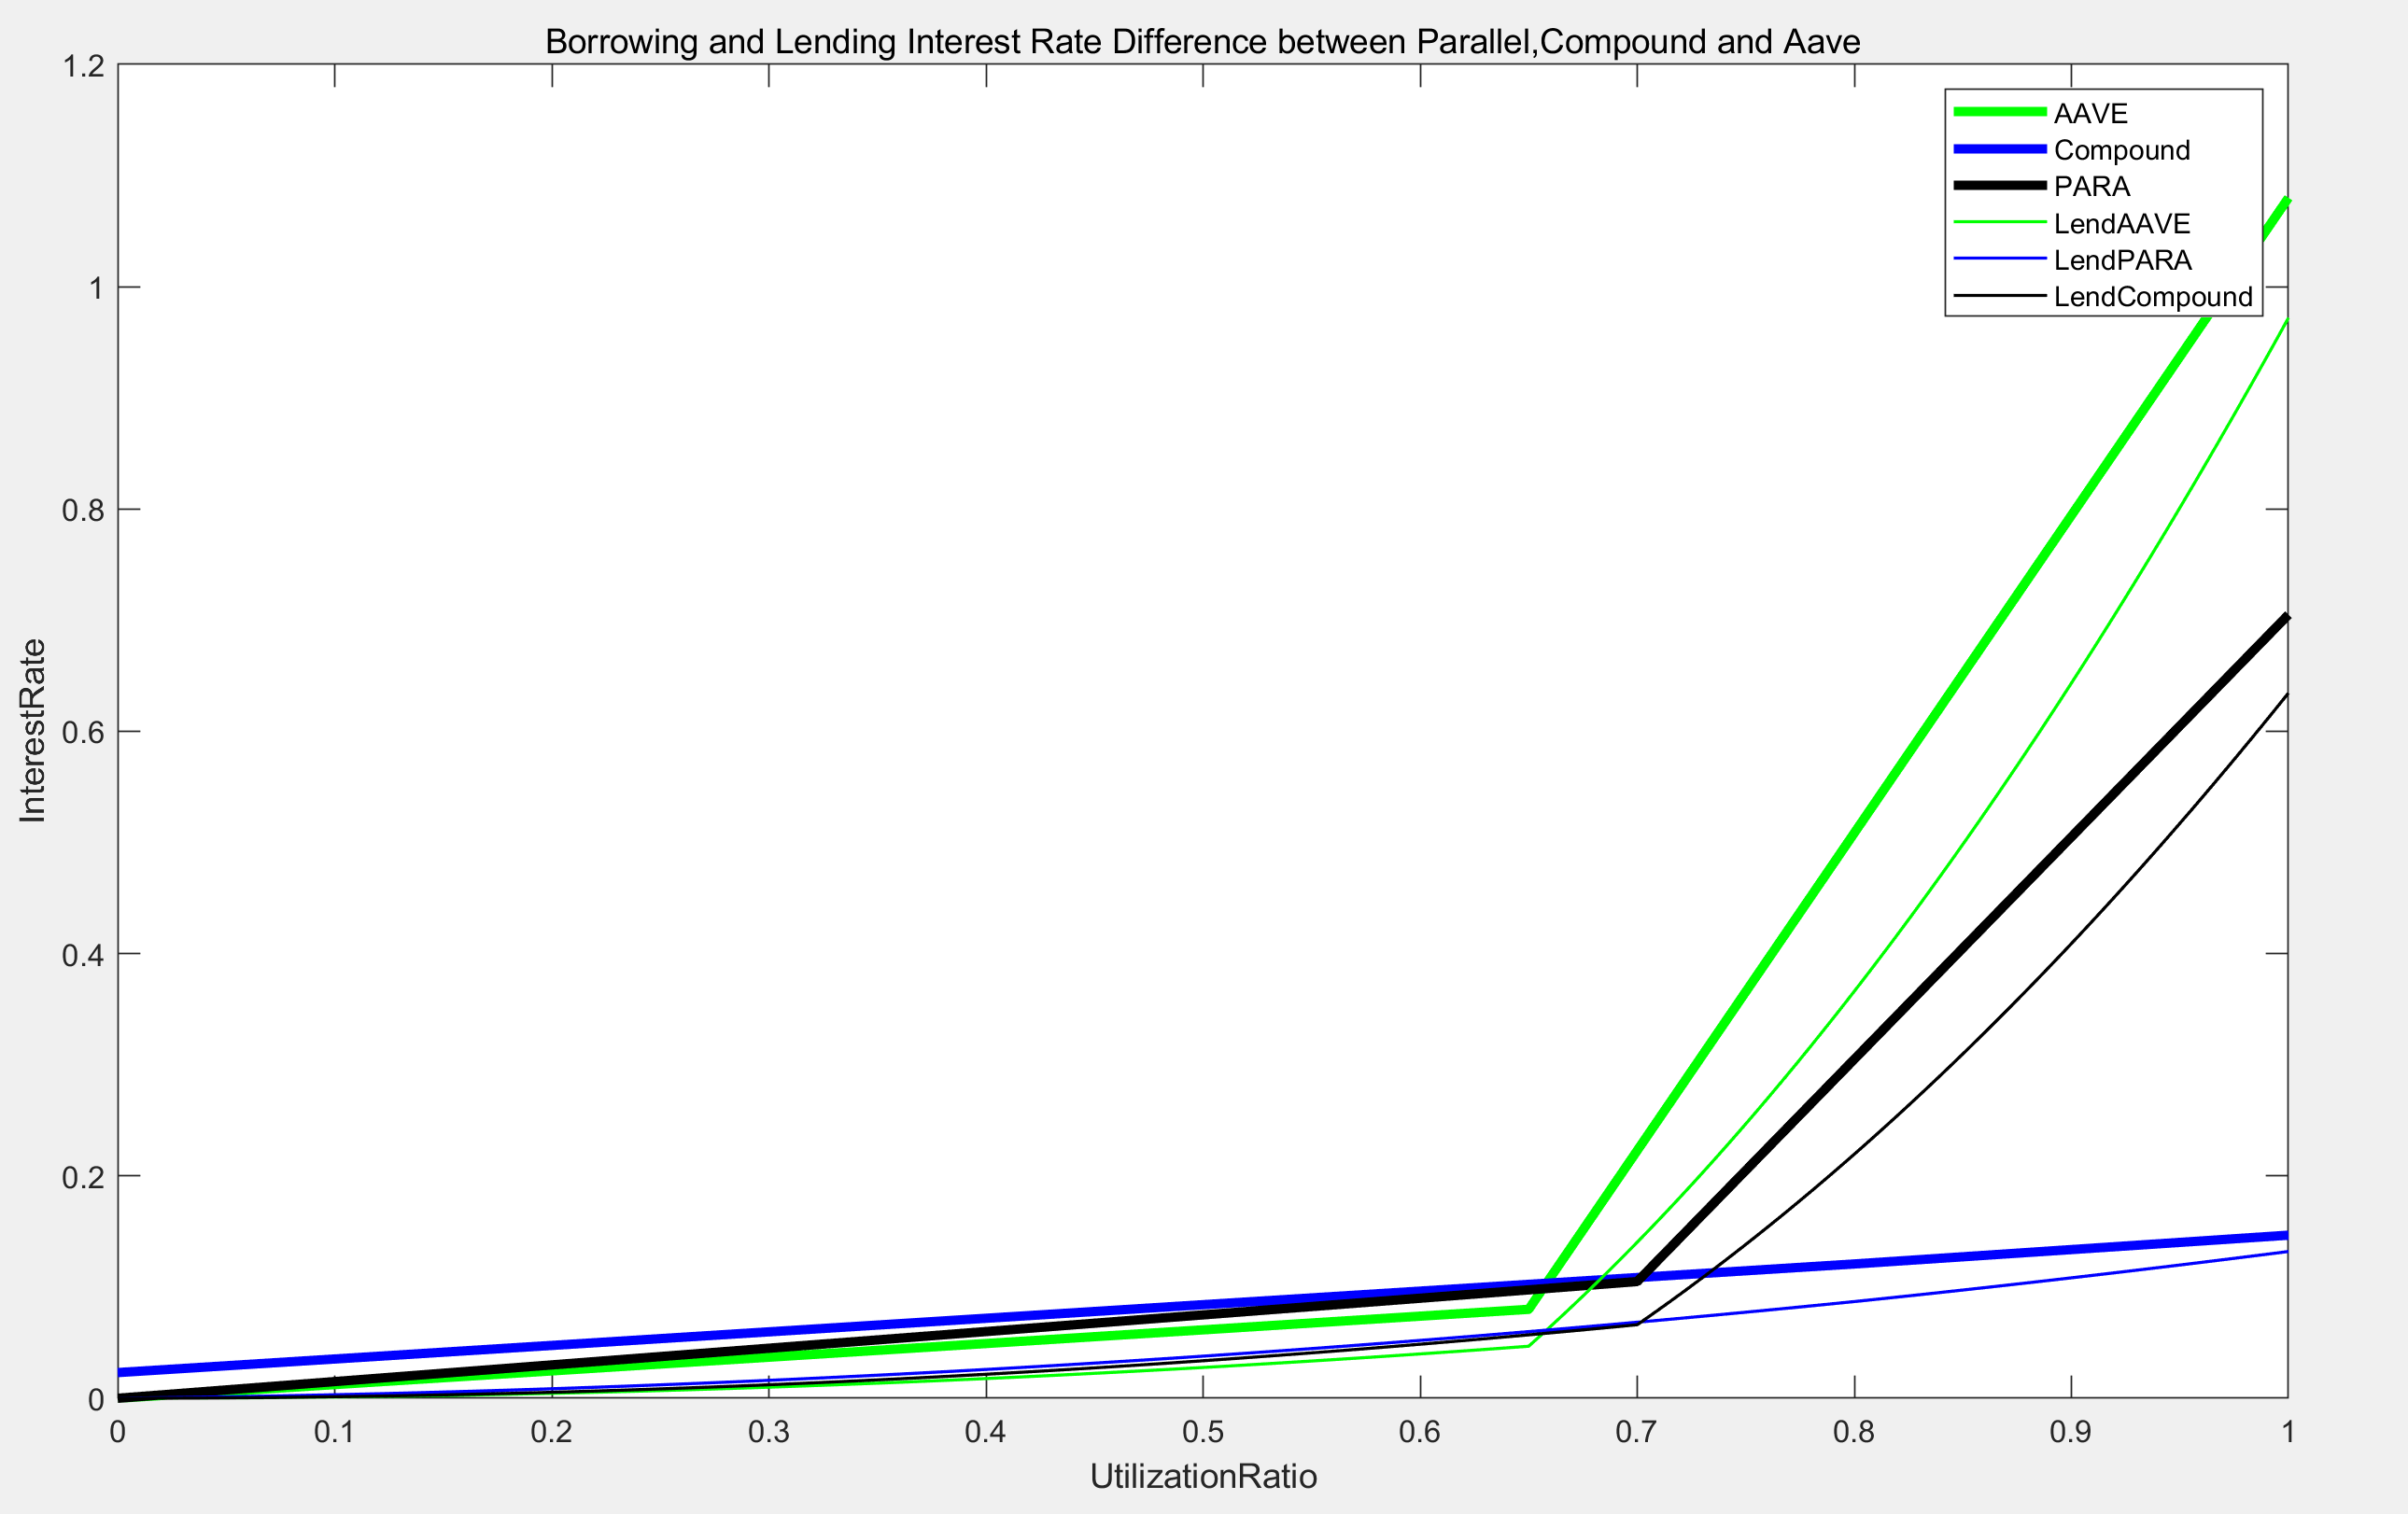 Borrowing and Lending Interest Rate Difference between Parallel,Compound and Aave
1.2
1
0.8
0.6
0.4
0.2
0
InterestRate
AAVE
Compound
PARA
LendAAVE
LendPARA
LendCompound
0 0.1 0.2 0.3 0.4 0.5 0.6 0.7 0.8 0.9 1
UtilizationRatio